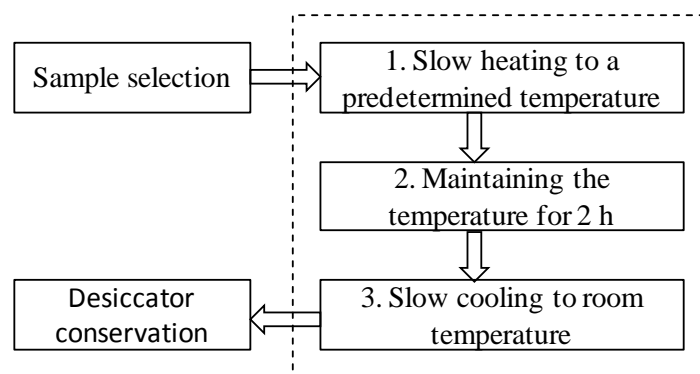 Sample selection
1. Slow heating to a
predetermined temperature
2. Maintaining the
temperature for 2 h
3. Slow cooling to room
temperature
Desiccator
conservation